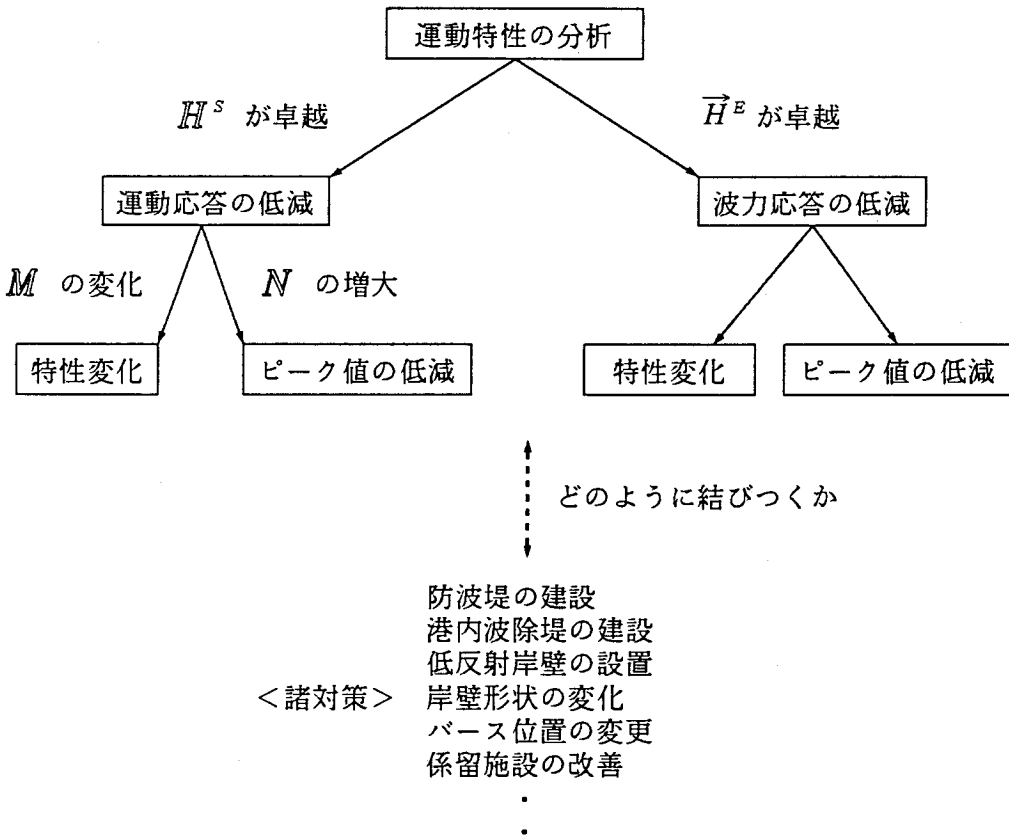 運動特性の分析
ℍˢ が卓越
H⃗ᴱ が卓越
運動応答の低減
波力応答の低減
𝕄 の変化
ℕ の増大
特性変化
ピーク値の低減
特性変化
ピーク値の低減
どのように結びつくか
防波堤の建設
港内波除堤の建設
低反射岸壁の設置
<諸対策> 岸壁形状の変化
バース位置の変更
係留施設の改善
・
・